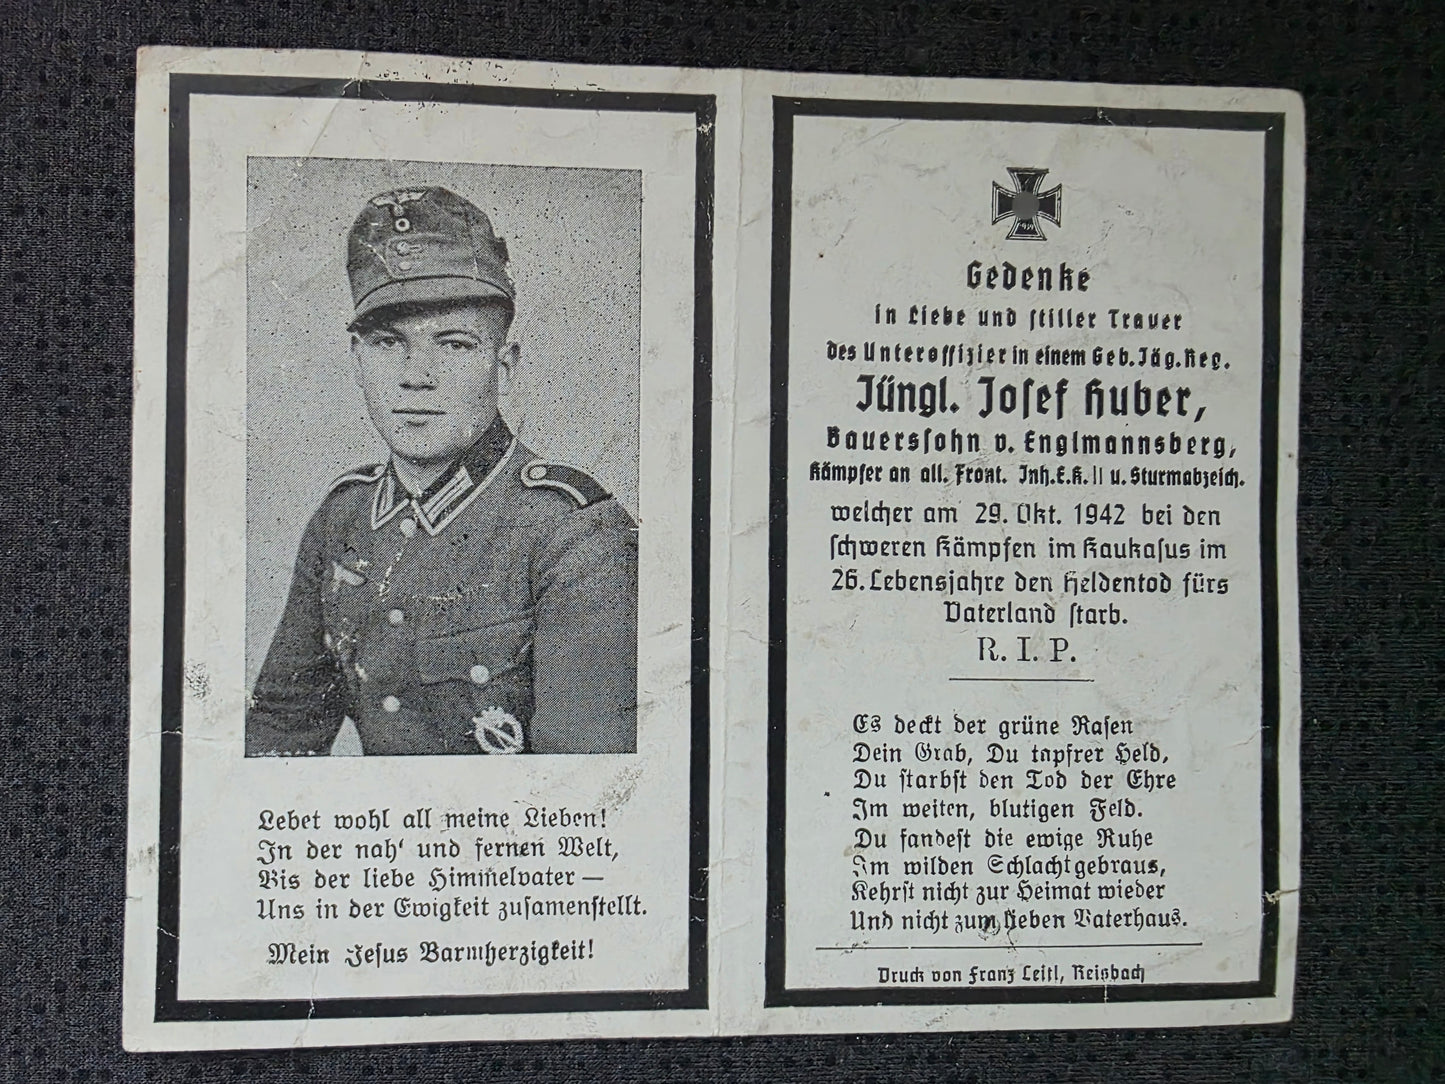 Lebet wohl all meine Lieben!
In der nah' und fernen Welt,
Bis der liebe Himmelvater —
Uns in der Ewigkeit zusamenstellt.
Mein Jesus Barmherzigkeit!
1939
Gedenke
in Liebe und stiller Trauer
des Unteroffizier in einem Geb. Jäg. Reg.
Jüngl. Josef Huber,
Bauerssohn v. Englmannsberg,
Kämpfer an all. Front. Inh. E. K. II u. Sturmabzeich.
welcher am 29. Okt. 1942 bei den
schweren Kämpfen im Kaukasus im
26. Lebensjahre den Heldentod fürs
Vaterland starb.
R. I. P.
Es deckt der grüne Rasen
Dein Grab, Du tapfrer Held,
Du starbst den Tod der Ehre
Im weiten, blutigen Feld.
Du fandest die ewige Ruhe
Im wilden Schlachtgebraus,
Kehrst nicht zur Heimat wieder
Und nicht zum lieben Vaterhaus.
Druck von Franz Leitl, Reisbach